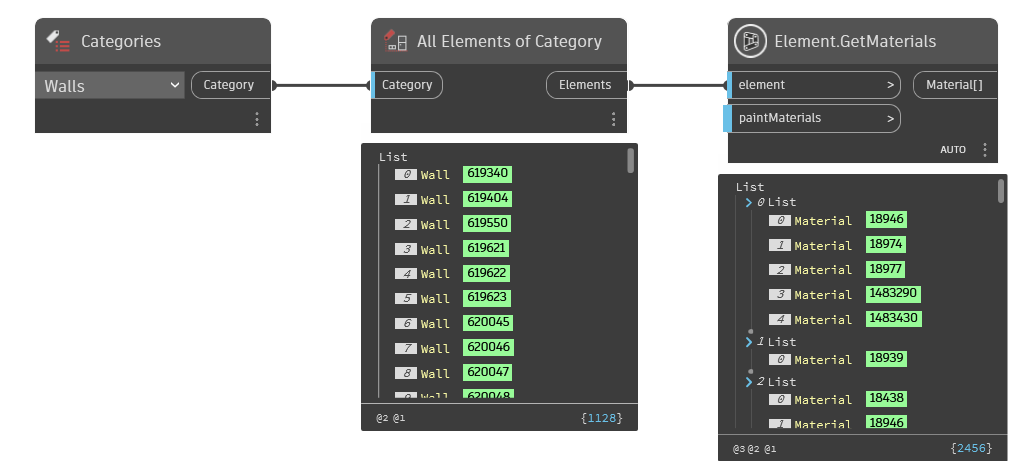 Categories
Walls
Category
All Elements of Category
Category
Elements
List
0 Wall 619340
1 Wall 619404
2 Wall 619550
3 Wall 619621
4 Wall 619622
5 Wall 619623
6 Wall 620045
7 Wall 620046
8 Wall 620047
9 Wall 620048
@2 @1
{1128}
Element.GetMaterials
element >
Material[]
paintMaterials >
AUTO
List
0 List
0 Material 18946
1 Material 18974
2 Material 18977
3 Material 1483290
4 Material 1483430
1 List
0 Material 18939
2 List
0 Material 18438
1 Material 18946
@3 @2 @1
{2456}